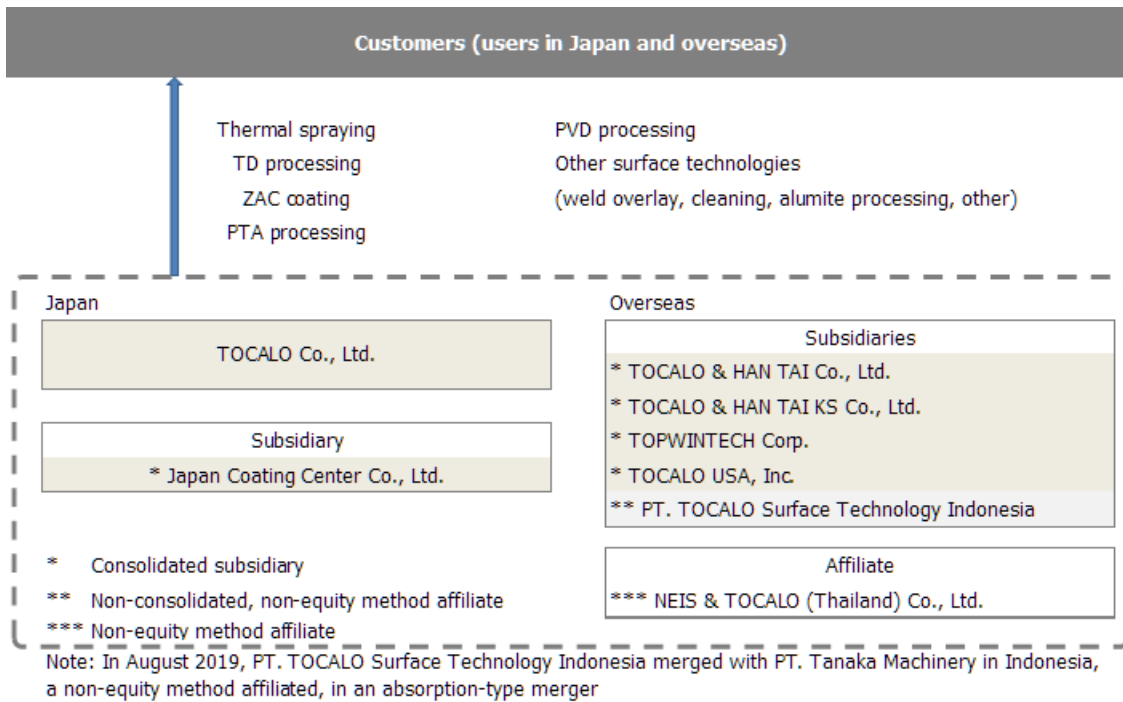 Customers (users in Japan and overseas)
Thermal spraying
TD processing
ZAC coating
PTA processing
PVD processing
Other surface technologies
(weld overlay, cleaning, alumite processing, other)
Japan
TOCALO Co., Ltd.
Subsidiary
* Japan Coating Center Co., Ltd.
* Consolidated subsidiary
** Non-consolidated, non-equity method affiliate
*** Non-equity method affiliate
Overseas
Subsidiaries
* TOCALO & HAN TAI Co., Ltd.
* TOCALO & HAN TAI KS Co., Ltd.
* TOPWINTECH Corp.
* TOCALO USA, Inc.
** PT. TOCALO Surface Technology Indonesia
Affiliate
*** NEIS & TOCALO (Thailand) Co., Ltd.
Note: In August 2019, PT. TOCALO Surface Technology Indonesia merged with PT. Tanaka Machinery in Indonesia,
a non-equity method affiliated, in an absorption-type merger